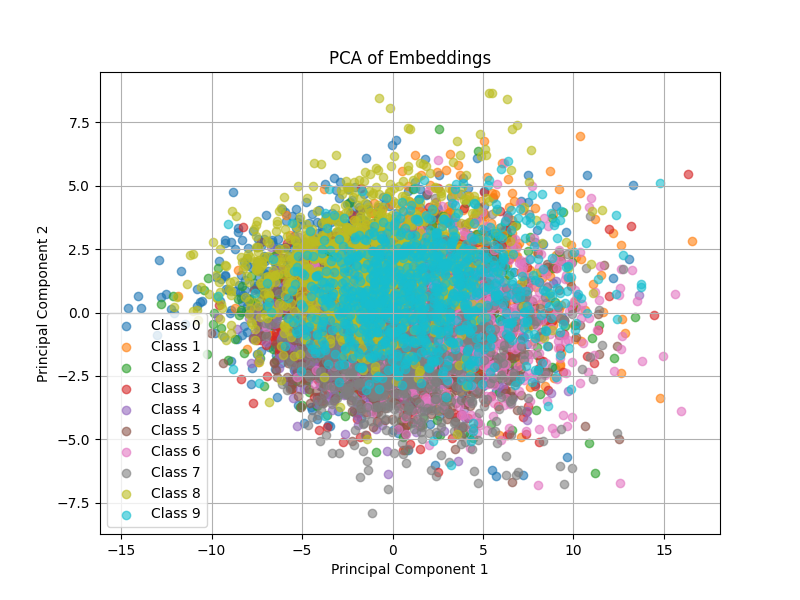 PCA of Embeddings
Principal Component 2
7.5
5.0
2.5
0.0
−2.5
−5.0
−7.5
Class 0
Class 1
Class 2
Class 3
Class 4
Class 5
Class 6
Class 7
Class 8
Class 9
−15
−10
−5
0
5
10
15
Principal Component 1